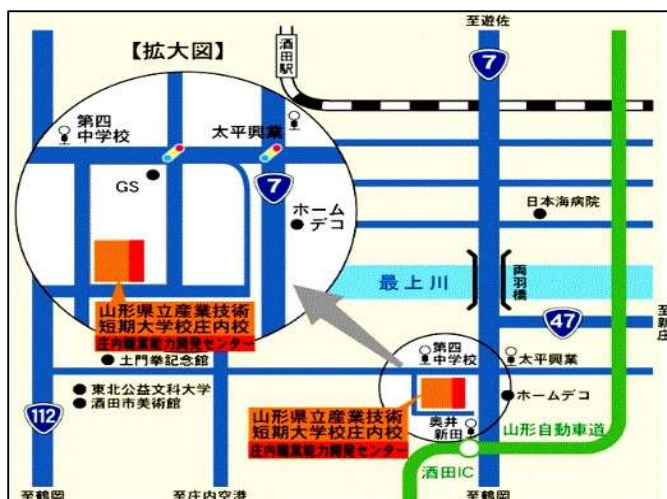 至遊佐
【拡大図】
酒田駅
7
第四
中学校
太平興業
GS
7
ホーム
デコ
日本海病院
山形県立産業技術
短期大学校庄内校
庄内職業能力開発センター
最上川
両羽橋
至新庄
47
土門拳記念館
第四
中学校
太平興業
東北公益文科大学
酒田市美術館
ホームデコ
112
山形県立産業技術
短期大学校庄内校
庄内職業能力開発センター
奥井
新田
山形自動車道
酒田IC
至鶴岡
至庄内空港
至鶴岡